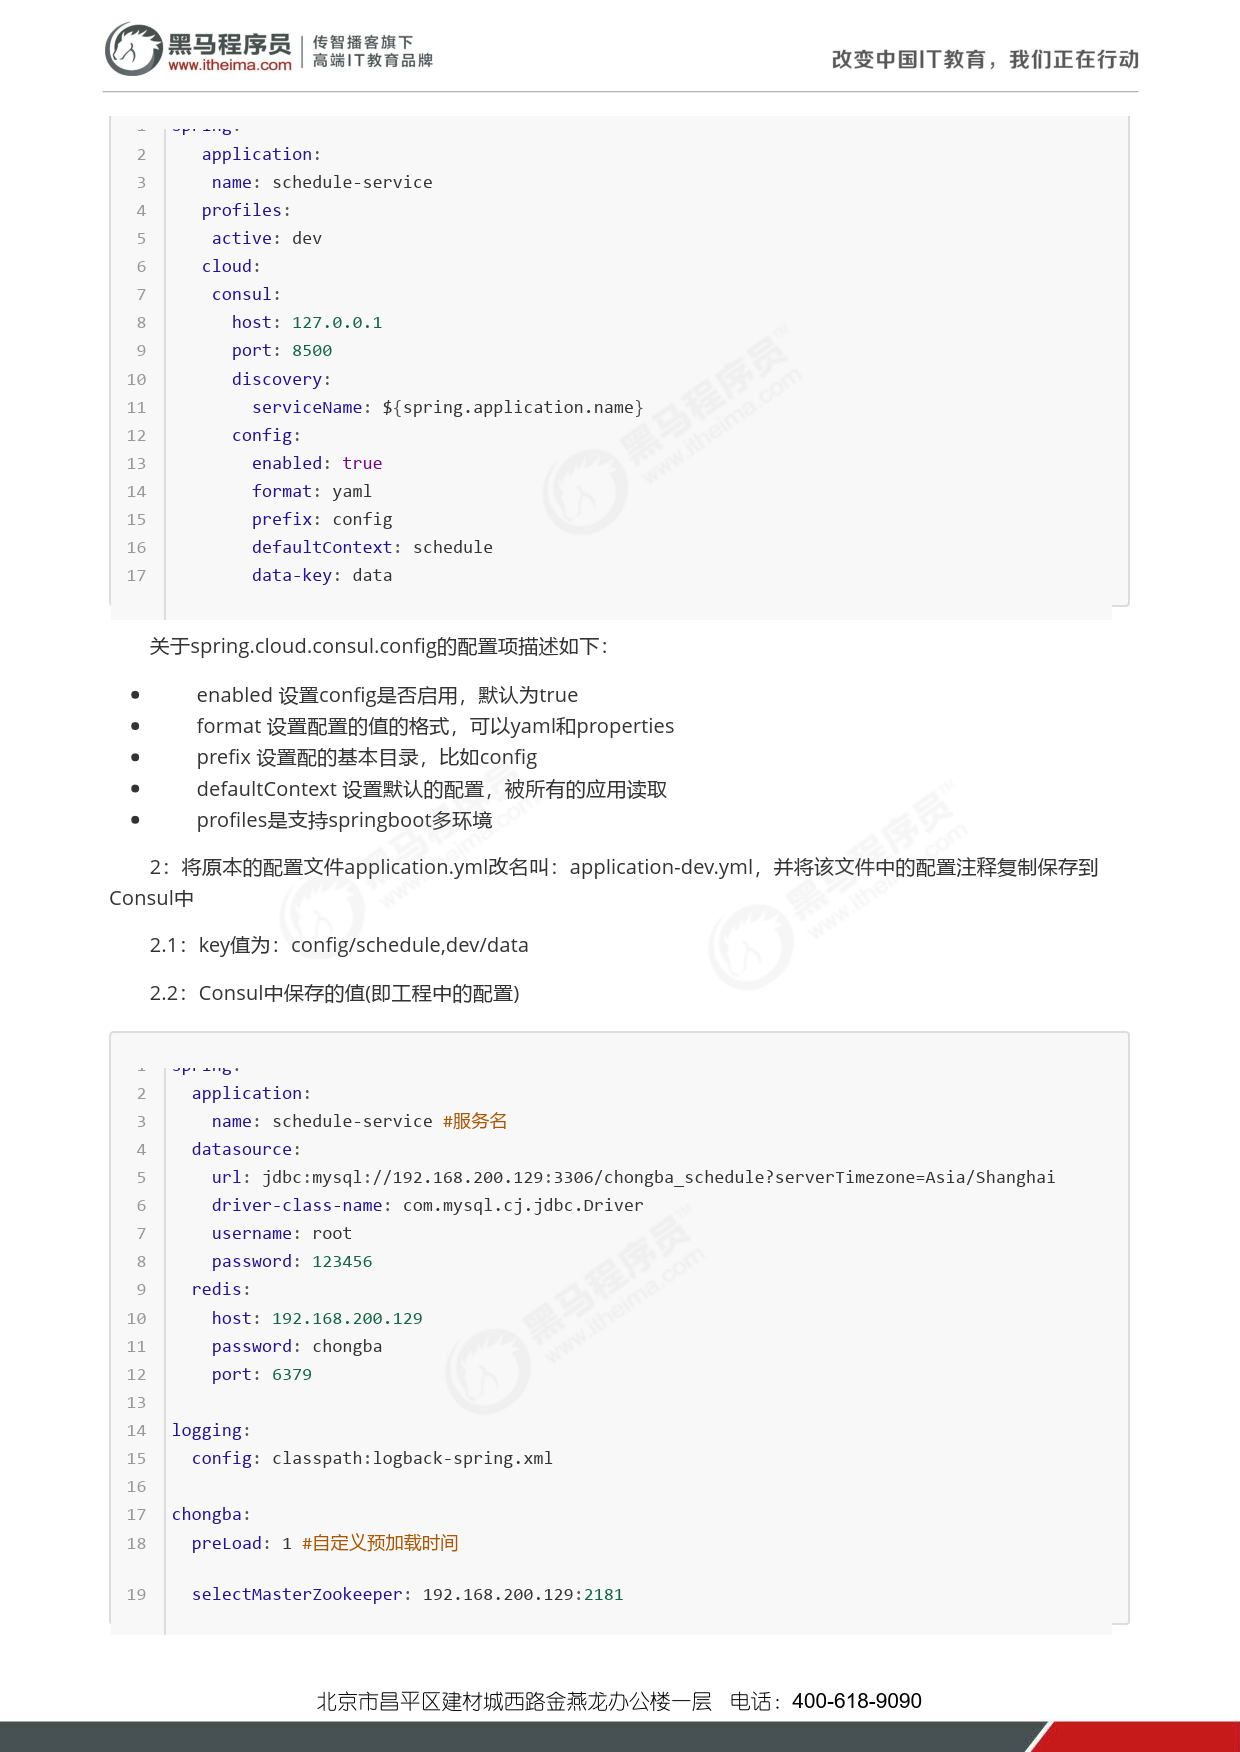 黑马程序员
www.itheima.com
传智播客旗下
高端IT教育品牌
改变中国IT教育，我们正在行动
1 spring:
2    application:
3     name: schedule-service
4    profiles:
5     active: dev
6    cloud:
7     consul:
8       host: 127.0.0.1
9       port: 8500
10       discovery:
11         serviceName: ${spring.application.name}
12       config:
13         enabled: true
14         format: yaml
15         prefix: config
16         defaultContext: schedule
17         data-key: data
关于spring.cloud.consul.config的配置项描述如下：
enabled 设置config是否启用，默认为true
format 设置配置的值的格式，可以yaml和properties
prefix 设置配的基本目录，比如config
defaultContext 设置默认的配置，被所有的应用读取
profiles是支持springboot多环境
2：将原本的配置文件application.yml改名叫：application-dev.yml，并将该文件中的配置注释复制保存到
Consul中
2.1：key值为：config/schedule,dev/data
2.2：Consul中保存的值(即工程中的配置)
1 spring:
2   application:
3     name: schedule-service #服务名
4   datasource:
5     url: jdbc:mysql://192.168.200.129:3306/chongba_schedule?serverTimezone=Asia/Shanghai
6     driver-class-name: com.mysql.cj.jdbc.Driver
7     username: root
8     password: 123456
9   redis:
10     host: 192.168.200.129
11     password: chongba
12     port: 6379
13
14 logging:
15   config: classpath:logback-spring.xml
16
17 chongba:
18   preLoad: 1 #自定义预加载时间
19   selectMasterZookeeper: 192.168.200.129:2181
北京市昌平区建材城西路金燕龙办公楼一层   电话：400-618-9090